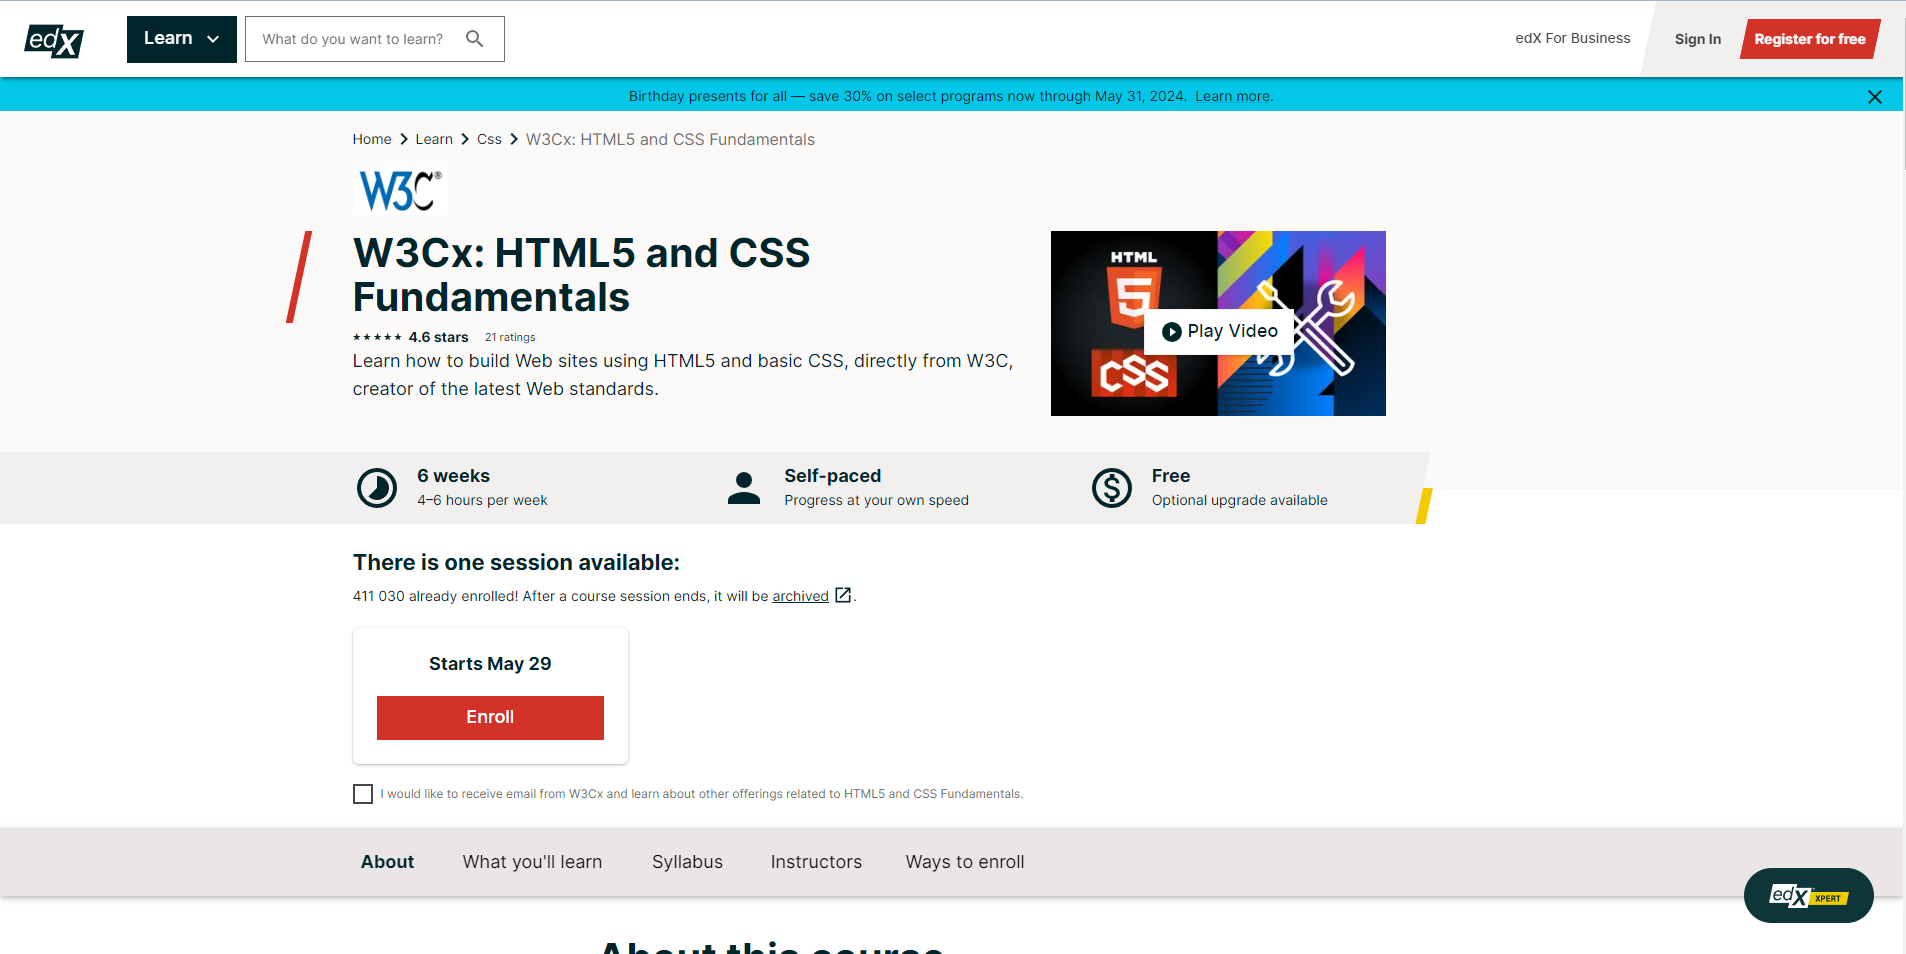 edX
Learn
What do you want to learn?
edX For Business
Sign In
Register for free
Birthday presents for all — save 30% on select programs now through May 31, 2024. Learn more.
Home > Learn > Css > W3Cx: HTML5 and CSS Fundamentals
W3C®
W3Cx: HTML5 and CSS
Fundamentals
★★★★★ 4.6 stars 21 ratings
Learn how to build Web sites using HTML5 and basic CSS, directly from W3C,
creator of the latest Web standards.
HTML
5
CSS
Play Video
6 weeks
4–6 hours per week
Self-paced
Progress at your own speed
Free
Optional upgrade available
There is one session available:
411 030 already enrolled! After a course session ends, it will be archived.
Starts May 29
Enroll
I would like to receive email from W3Cx and learn about other offerings related to HTML5 and CSS Fundamentals.
About
What you'll learn
Syllabus
Instructors
Ways to enroll
edX XPERT
About this course